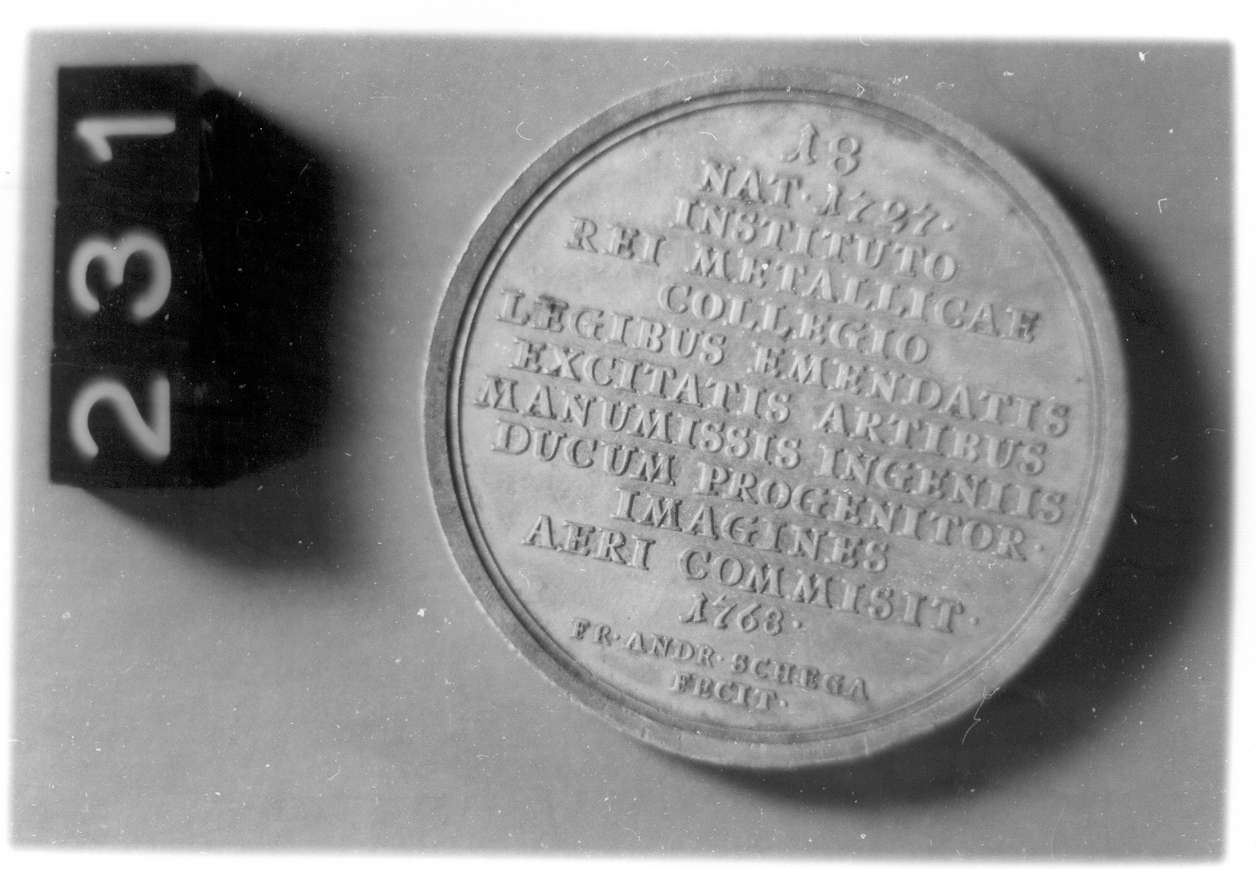 231
18
NAT·1727·
INSTITUTO
REI METALLICAE
COLLEGIO
LEGIBUS EMENDATIS
EXCITATIS ARTIBUS
MANUMISSIS INGENIIS
DUCUM PROGENITOR·
IMAGINES
AERI COMMISIT·
1768·
FR·ANDR·SCHEGA
FECIT·